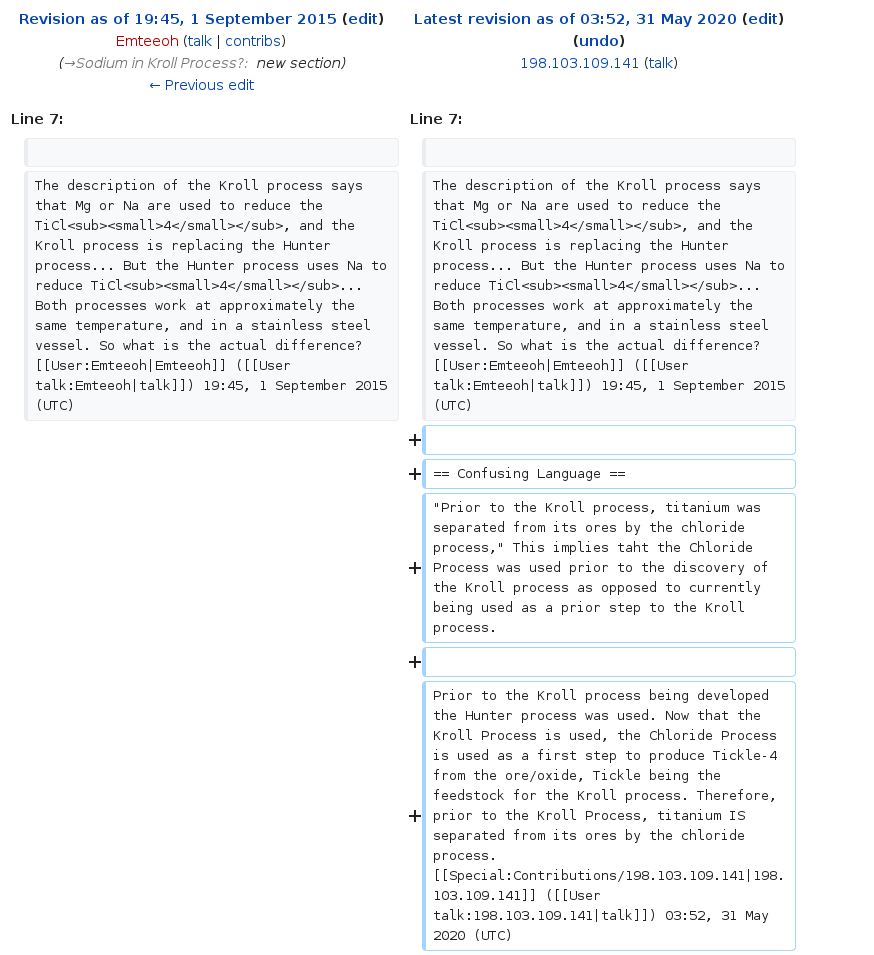 Revision as of 19:45, 1 September 2015 (edit)
Emteeoh (talk | contribs)
(→Sodium in Kroll Process?: new section)
← Previous edit
Latest revision as of 03:52, 31 May 2020 (edit)
(undo)
198.103.109.141 (talk)
Line 7:
Line 7:
The description of the Kroll process says
that Mg or Na are used to reduce the
TiCl<sub><small>4</small></sub>, and the
Kroll process is replacing the Hunter
process... But the Hunter process uses Na to
reduce TiCl<sub><small>4</small></sub>...
Both processes work at approximately the
same temperature, and in a stainless steel
vessel. So what is the actual difference?
[[User:Emteeoh|Emteeoh]] ([[User
talk:Emteeoh|talk]]) 19:45, 1 September 2015
(UTC)
The description of the Kroll process says
that Mg or Na are used to reduce the
TiCl<sub><small>4</small></sub>, and the
Kroll process is replacing the Hunter
process... But the Hunter process uses Na to
reduce TiCl<sub><small>4</small></sub>...
Both processes work at approximately the
same temperature, and in a stainless steel
vessel. So what is the actual difference?
[[User:Emteeoh|Emteeoh]] ([[User
talk:Emteeoh|talk]]) 19:45, 1 September 2015
(UTC)
+
+ == Confusing Language ==
"Prior to the Kroll process, titanium was
separated from its ores by the chloride
process," This implies taht the Chloride
+ Process was used prior to the discovery of
the Kroll process as opposed to currently
being used as a prior step to the Kroll
process.
+
Prior to the Kroll process being developed
the Hunter process was used. Now that the
Kroll Process is used, the Chloride Process
is used as a first step to produce Tickle-4
from the ore/oxide, Tickle being the
feedstock for the Kroll process. Therefore,
+ prior to the Kroll Process, titanium IS
separated from its ores by the chloride
process.
[[Special:Contributions/198.103.109.141|198.
103.109.141]] ([[User
talk:198.103.109.141|talk]]) 03:52, 31 May
2020 (UTC)